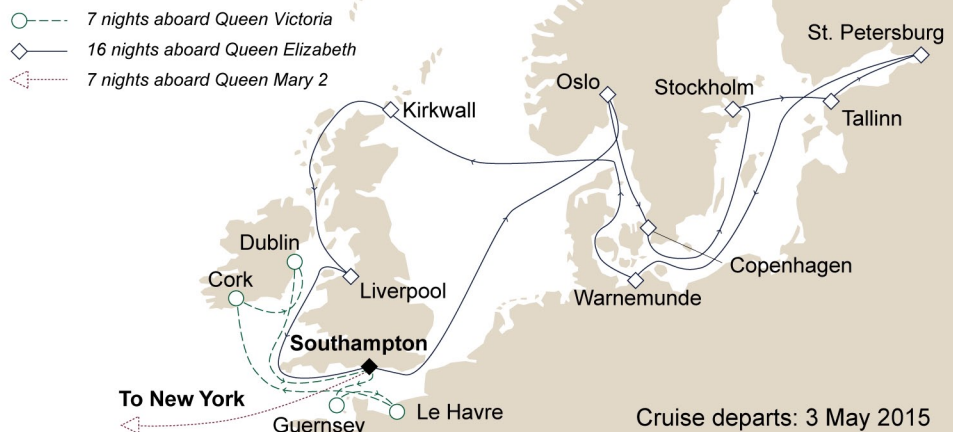 7 nights aboard Queen Victoria
16 nights aboard Queen Elizabeth
7 nights aboard Queen Mary 2
St. Petersburg
Oslo
Stockholm
Kirkwall
Tallinn
Dublin
Cork
Liverpool
Copenhagen
Warnemunde
Southampton
To New York
Guernsey
Le Havre
Cruise departs: 3 May 2015